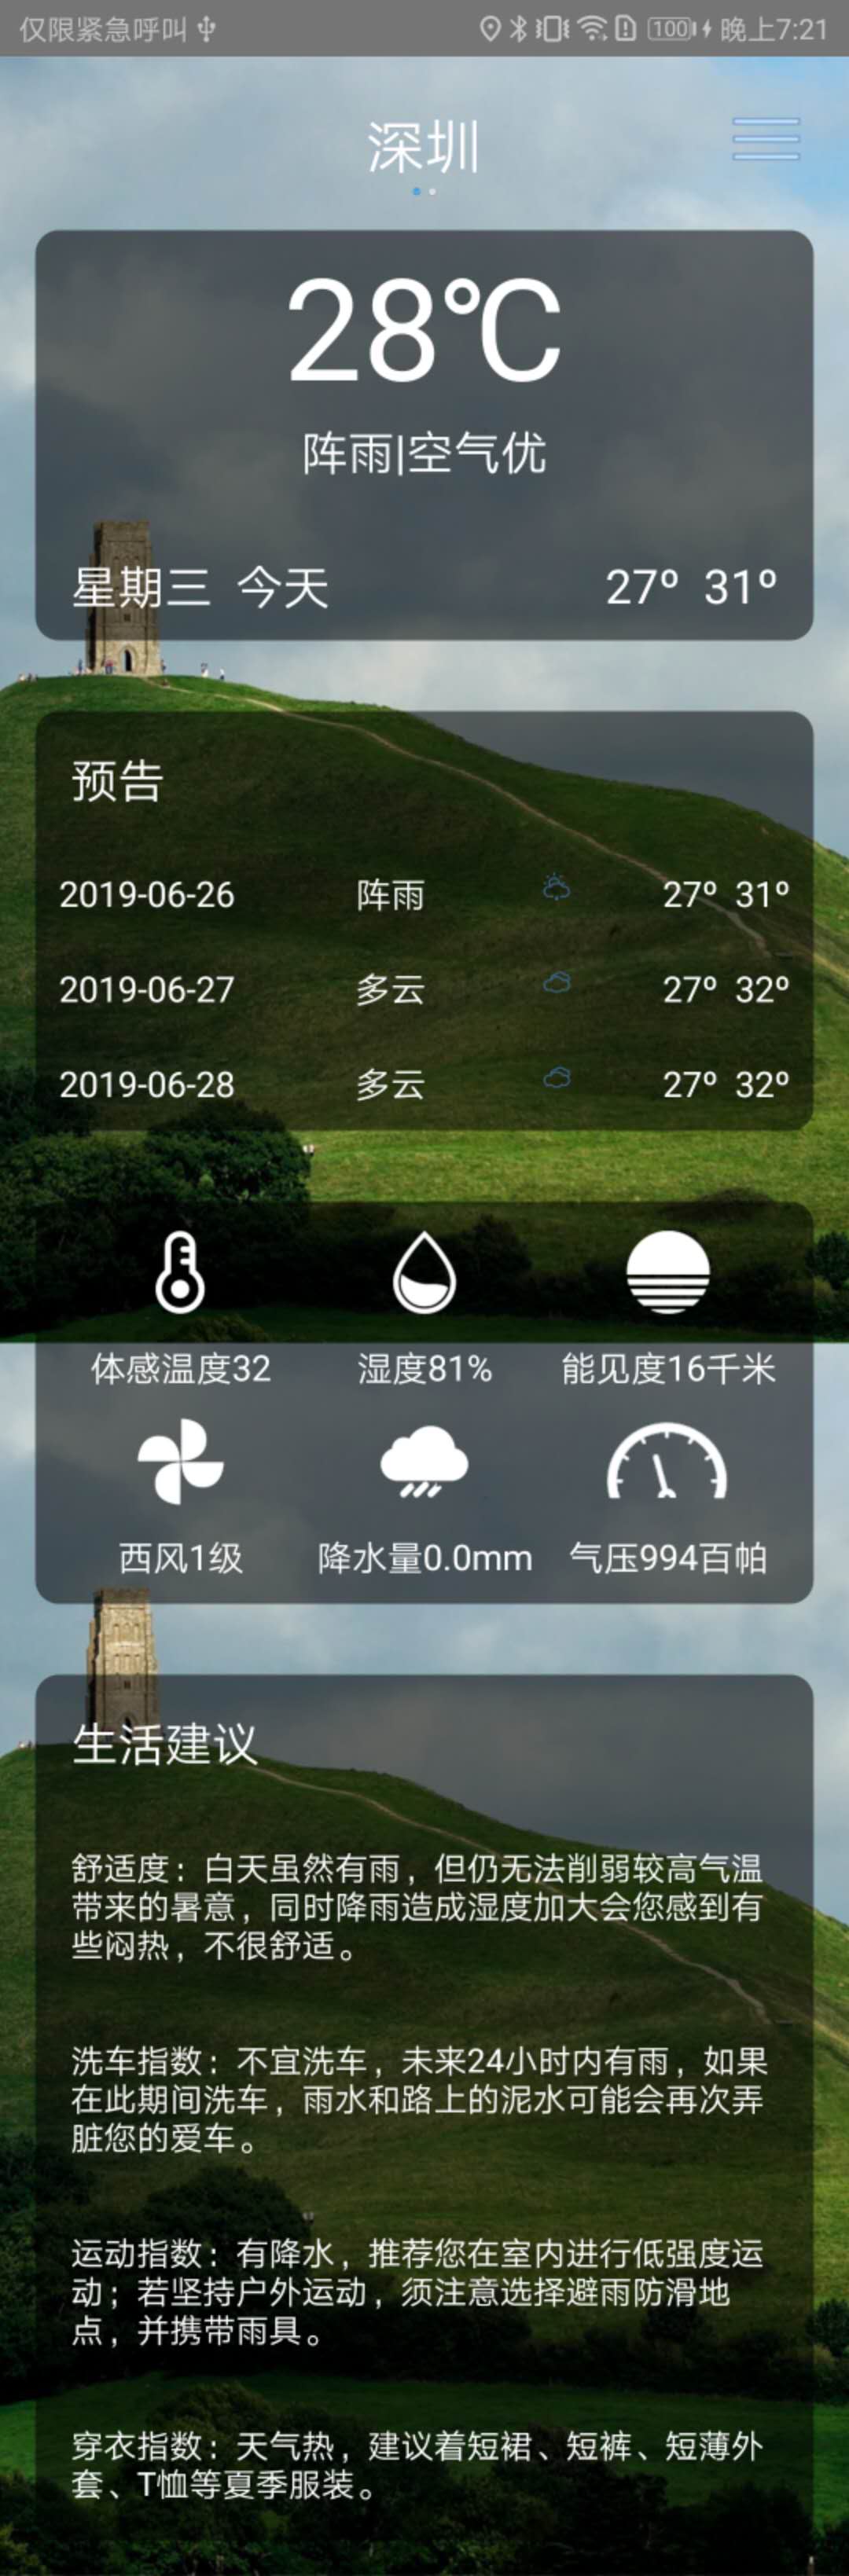 仅限紧急呼叫 100 晚上7:21
深圳
28℃
阵雨|空气优
星期三 今天 27° 31°
预告
2019-06-26 阵雨 27° 31°
2019-06-27 多云 27° 32°
2019-06-28 多云 27° 32°
体感温度32 湿度81% 能见度16千米
西风1级 降水量0.0mm 气压994百帕
生活建议
舒适度：白天虽然有雨，但仍无法削弱较高气温
带来的暑意，同时降雨造成湿度加大会您感到有
些闷热，不很舒适。
洗车指数：不宜洗车，未来24小时内有雨，如果
在此期间洗车，雨水和路上的泥水可能会再次弄
脏您的爱车。
运动指数：有降水，推荐您在室内进行低强度运
动；若坚持户外运动，须注意选择避雨防滑地
点，并携带雨具。
穿衣指数：天气热，建议着短裙、短裤、短薄外
套、T恤等夏季服装。